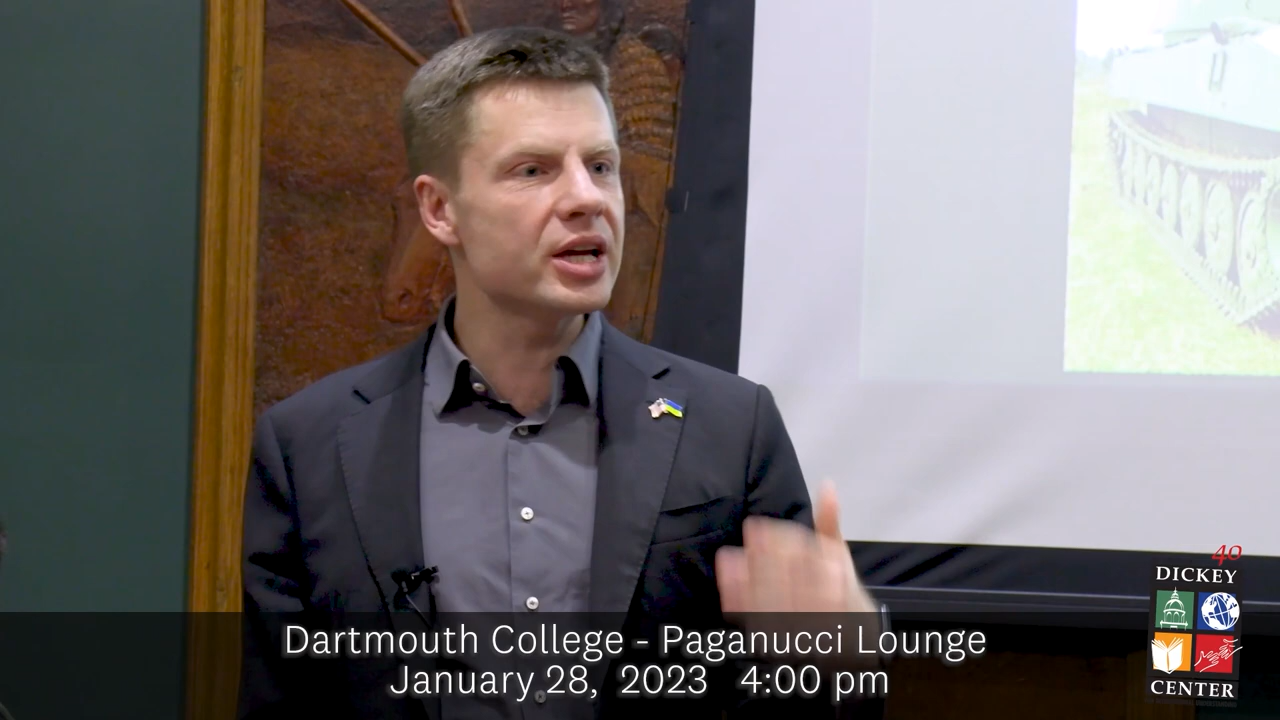 40
DICKEY
Dartmouth College - Paganucci Lounge
January 28, 2023 4:00 pm
CENTER